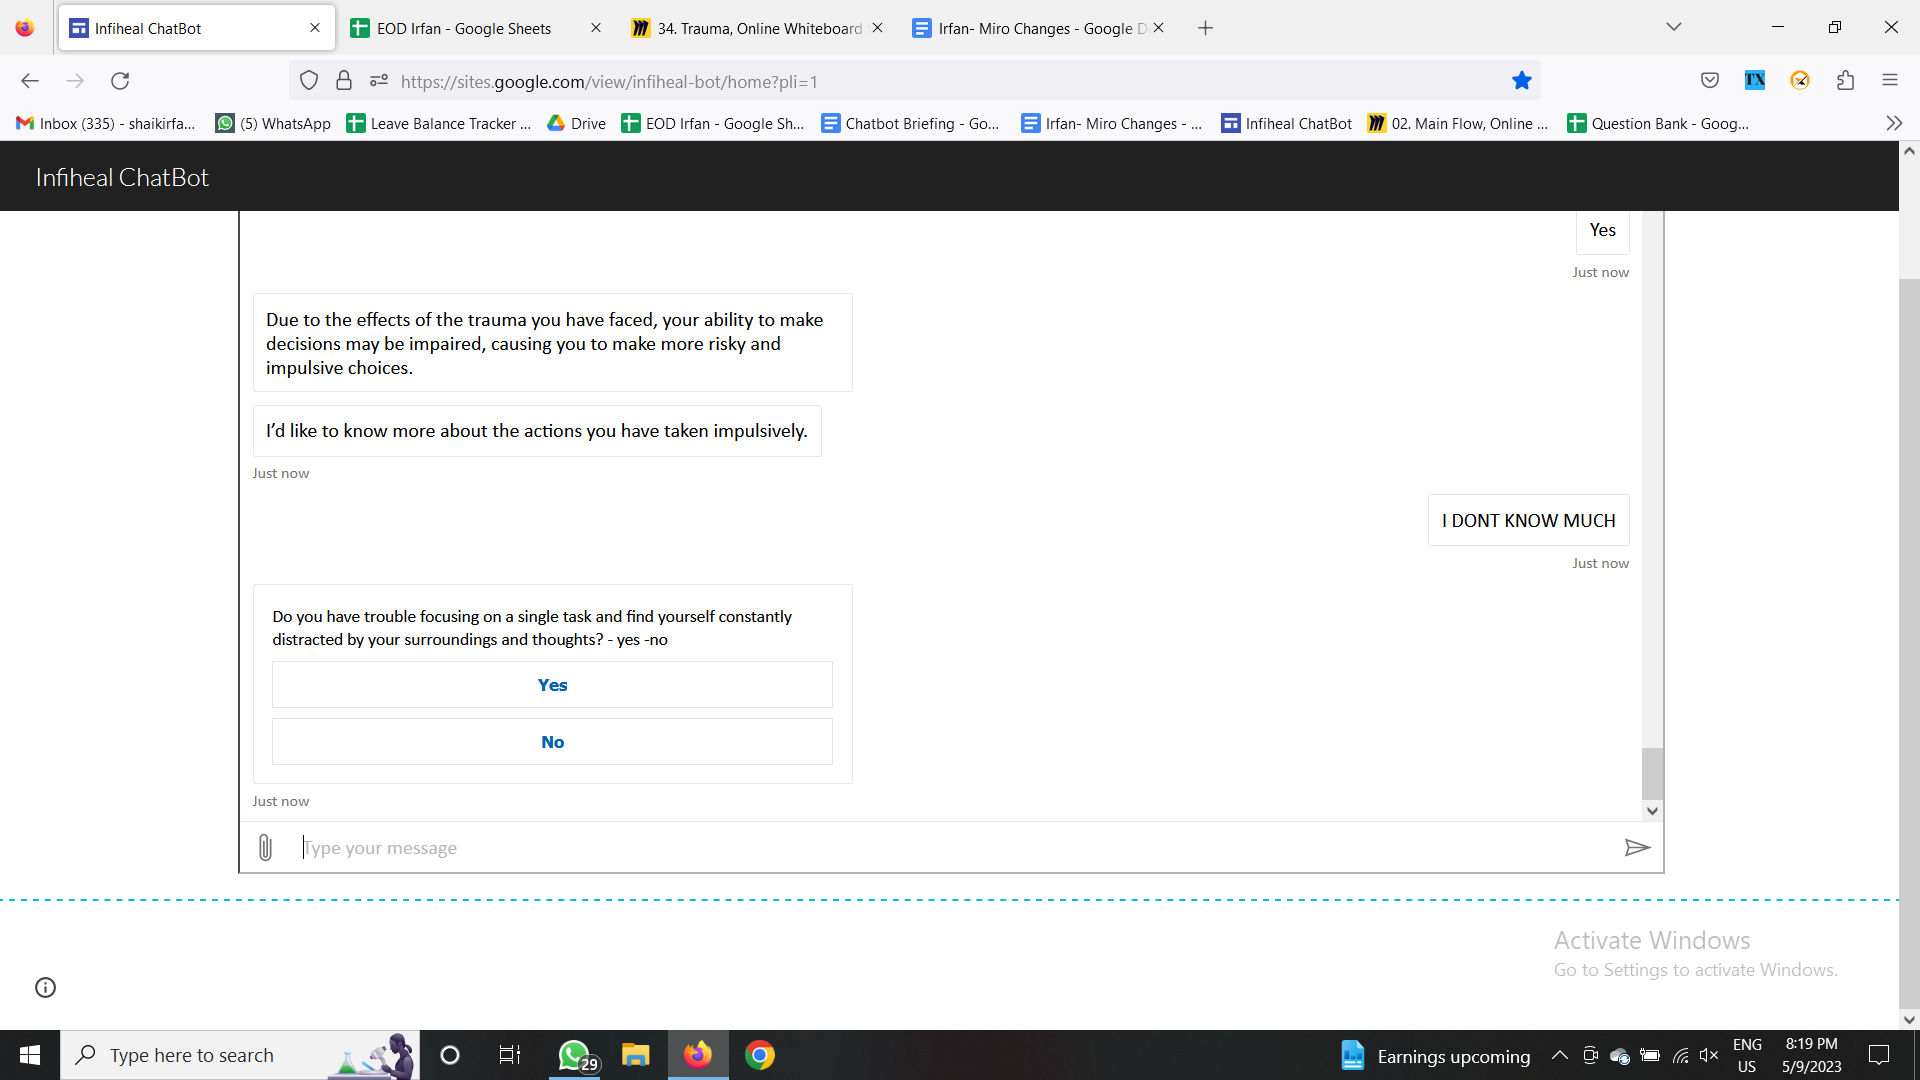 Infiheal ChatBot
EOD Irfan - Google Sheets
34. Trauma, Online Whiteboard
Irfan- Miro Changes - Google D
https://sites.google.com/view/infiheal-bot/home?pli=1
TX
Inbox (335) - shaikirfa...
(5) WhatsApp
Leave Balance Tracker ...
Drive
EOD Irfan - Google Sh...
Chatbot Briefing - Go...
Irfan- Miro Changes - ...
Infiheal ChatBot
02. Main Flow, Online ...
Question Bank - Goog...
Infiheal ChatBot
Yes
Just now
Due to the effects of the trauma you have faced, your ability to make
decisions may be impaired, causing you to make more risky and
impulsive choices.
I’d like to know more about the actions you have taken impulsively.
Just now
I DONT KNOW MUCH
Just now
Do you have trouble focusing on a single task and find yourself constantly
distracted by your surroundings and thoughts? - yes -no
Yes
No
Just now
Type your message
Activate Windows
Go to Settings to activate Windows.
Type here to search
29
Earnings upcoming
ENG
US
8:19 PM
5/9/2023